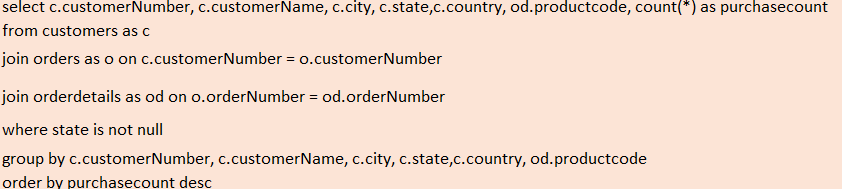 select c.customerNumber, c.customerName, c.city, c.state,c.country, od.productcode, count(*) as purchasecount
from customers as c
join orders as o on c.customerNumber = o.customerNumber
join orderdetails as od on o.orderNumber = od.orderNumber
where state is not null
group by c.customerNumber, c.customerName, c.city, c.state,c.country, od.productcode
order by purchasecount desc